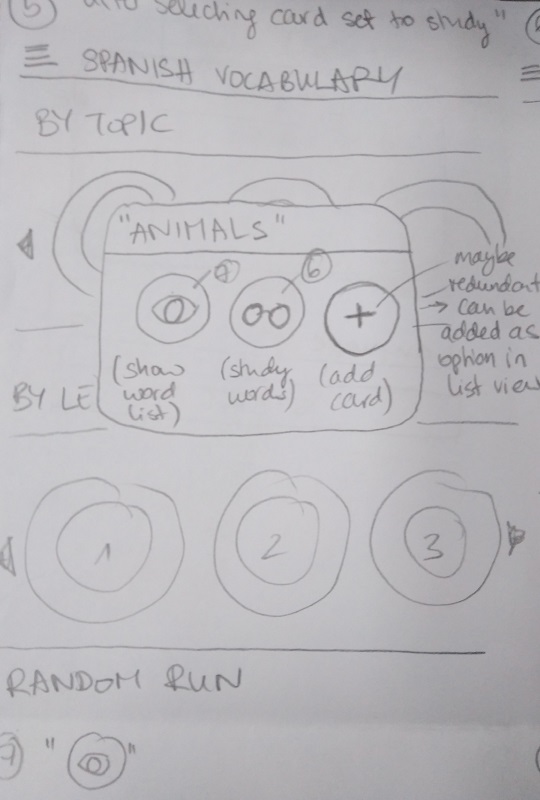 5 selecting card set to study"
SPANISH VOCABULARY
BY TOPIC
"ANIMALS"
7
6
+
(show
word
list)
(study
words)
(add
card)
maybe
redundant
→ can be
added as
option in
list view
BY LE
1
2
3
RANDOM RUN
7 " "